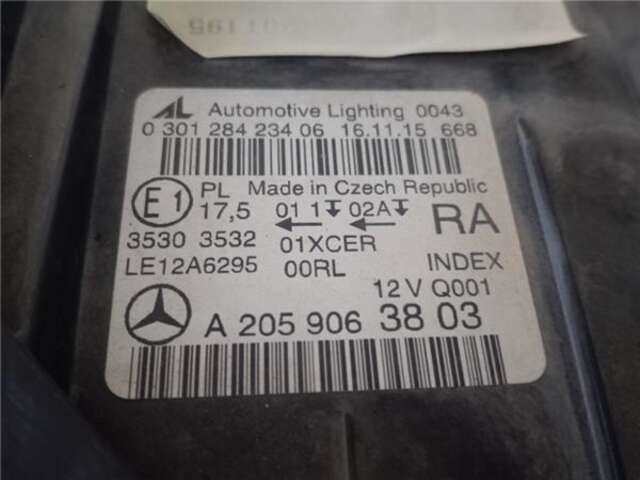 AL Automotive Lighting 0043
0 301 284 234 06 16.11.15 668
E1 PL Made in Czech Republic
17,5 01 1 02A RA
3530 3532 01XCER
LE12A6295 00RL INDEX
12 V Q001
A 205 906 38 03